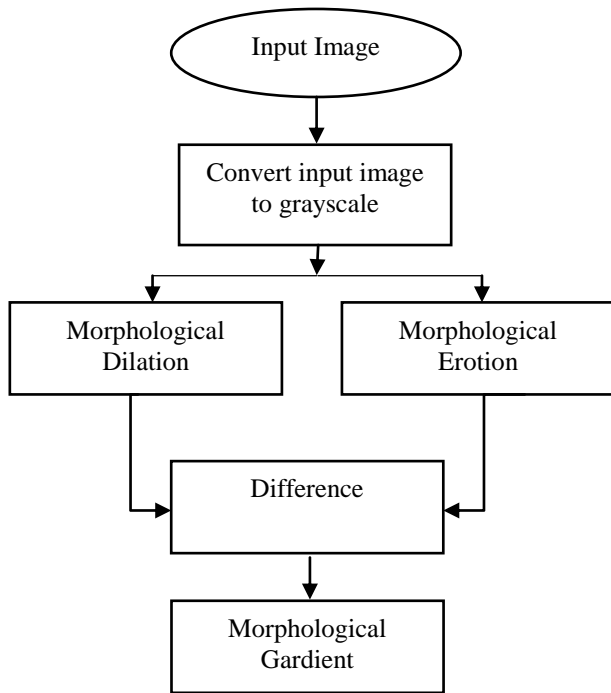 Input Image
Convert input image
to grayscale
Morphological
Dilation
Morphological
Erotion
Difference
Morphological
Gardient